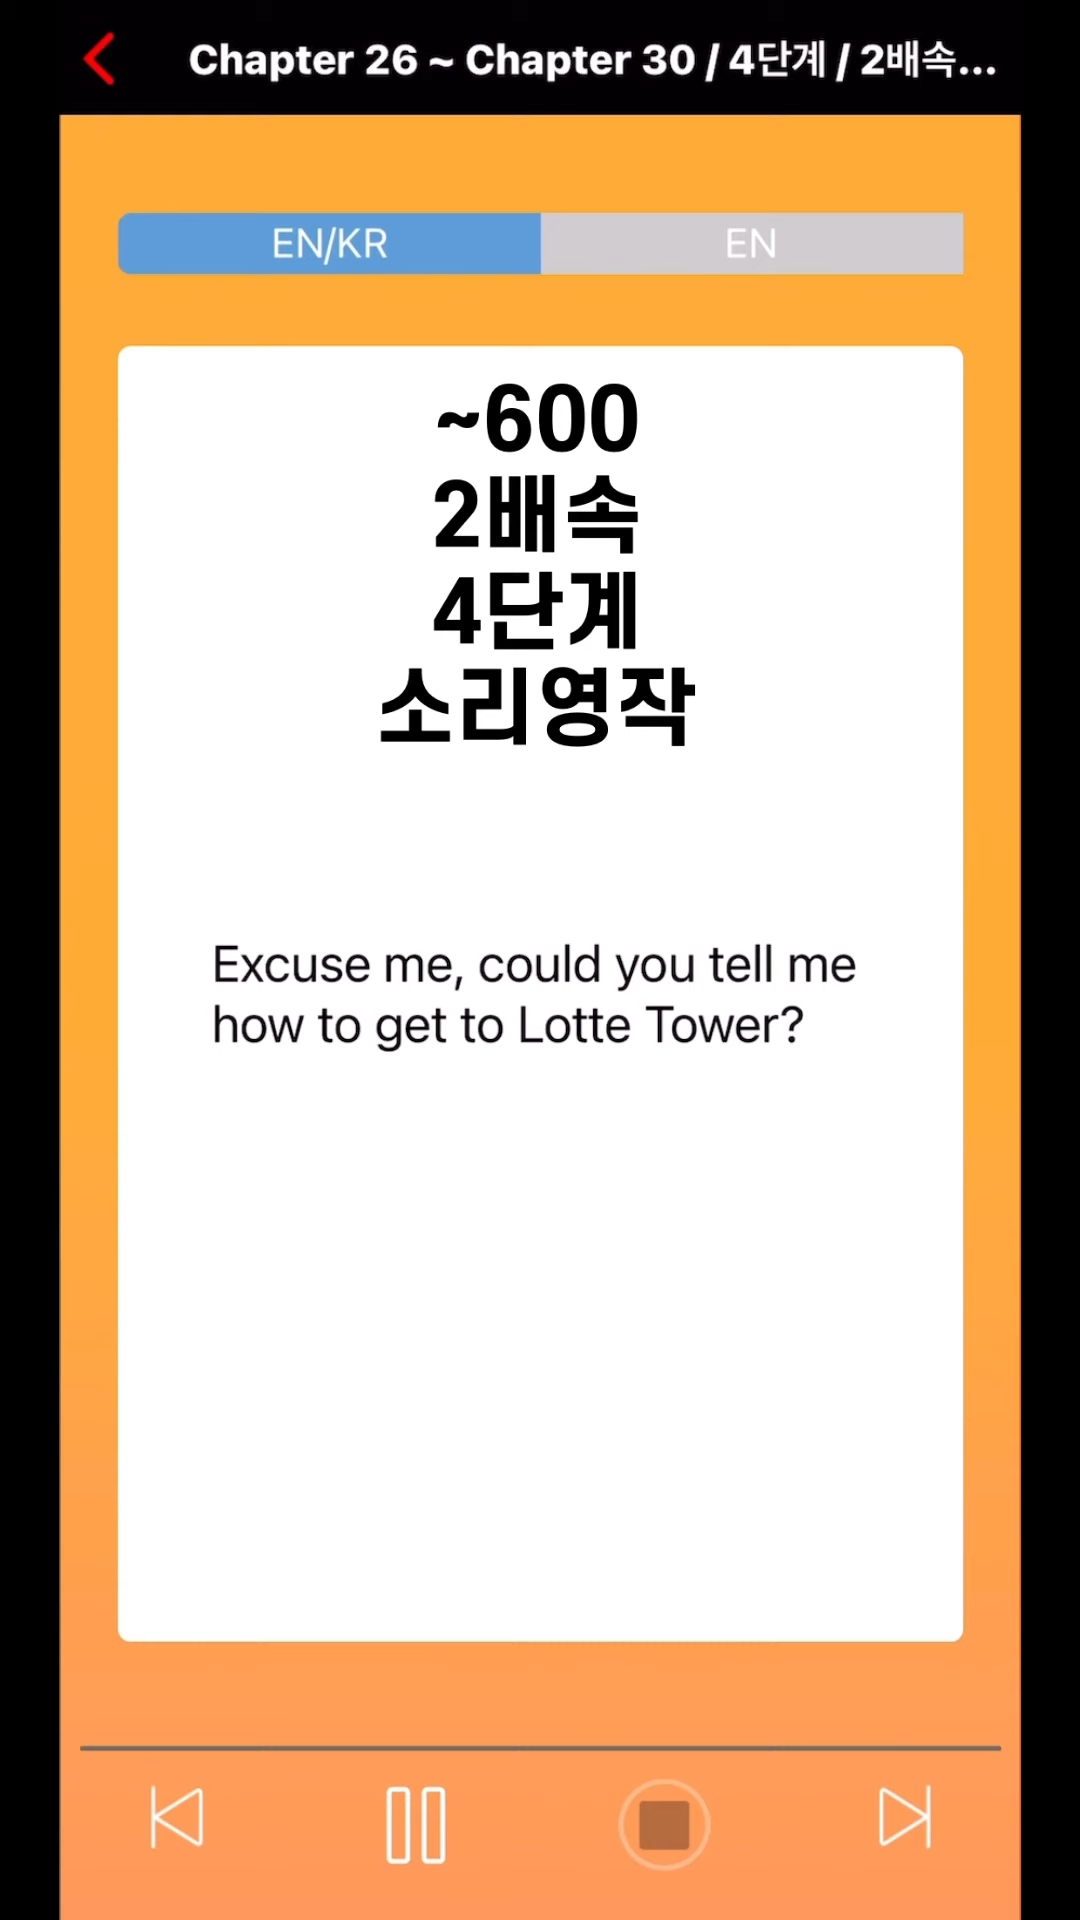 Chapter 26 ~ Chapter 30 / 4단계 / 2배속...
EN/KR
EN
~600
2배속
4단계
소리영작
Excuse me, could you tell me
how to get to Lotte Tower?